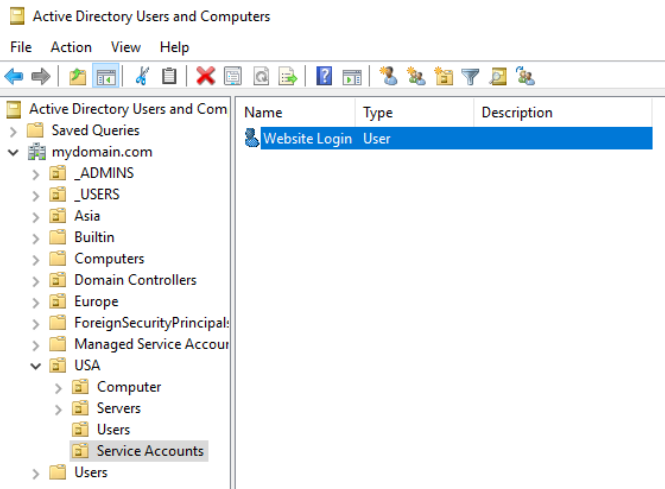 Active Directory Users and Computers
File Action View Help
Active Directory Users and Com
Saved Queries
mydomain.com
_ADMINS
_USERS
Asia
Builtin
Computers
Domain Controllers
Europe
ForeignSecurityPrincipals
Managed Service Accour
USA
Computer
Servers
Users
Service Accounts
Users
Name Type Description
Website Login User